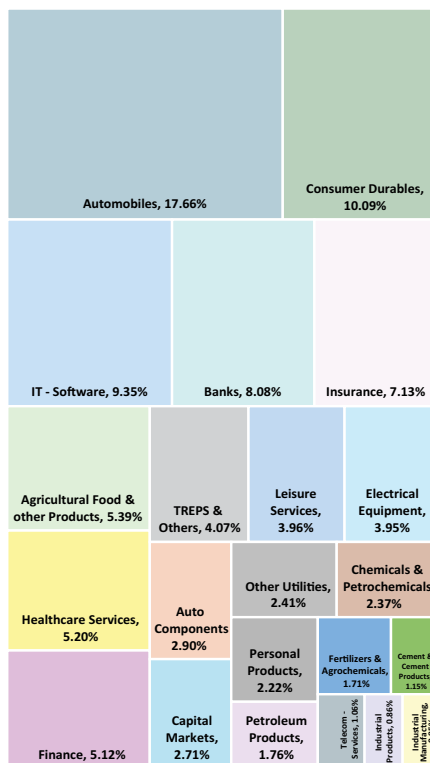 Automobiles, 17.66%
Consumer Durables,
10.09%
IT - Software, 9.35%
Banks, 8.08%
Insurance, 7.13%
Agricultural Food &
other Products, 5.39%
TREPS &
Others, 4.07%
Leisure
Services,
3.96%
Electrical
Equipment,
3.95%
Healthcare Services,
5.20%
Auto
Components
2.90%
Other Utilities,
2.41%
Chemicals &
Petrochemicals
2.37%
Finance, 5.12%
Capital
Markets,
2.71%
Personal
Products,
2.22%
Petroleum
Products,
1.76%
Fertilizers &
Agrochemicals,
1.71%
Cement &
Cement
Products
1.15%
Telecom -
Services, 1.06%
Industrial
Products, 0.86%
Industrial
Manufacturing,